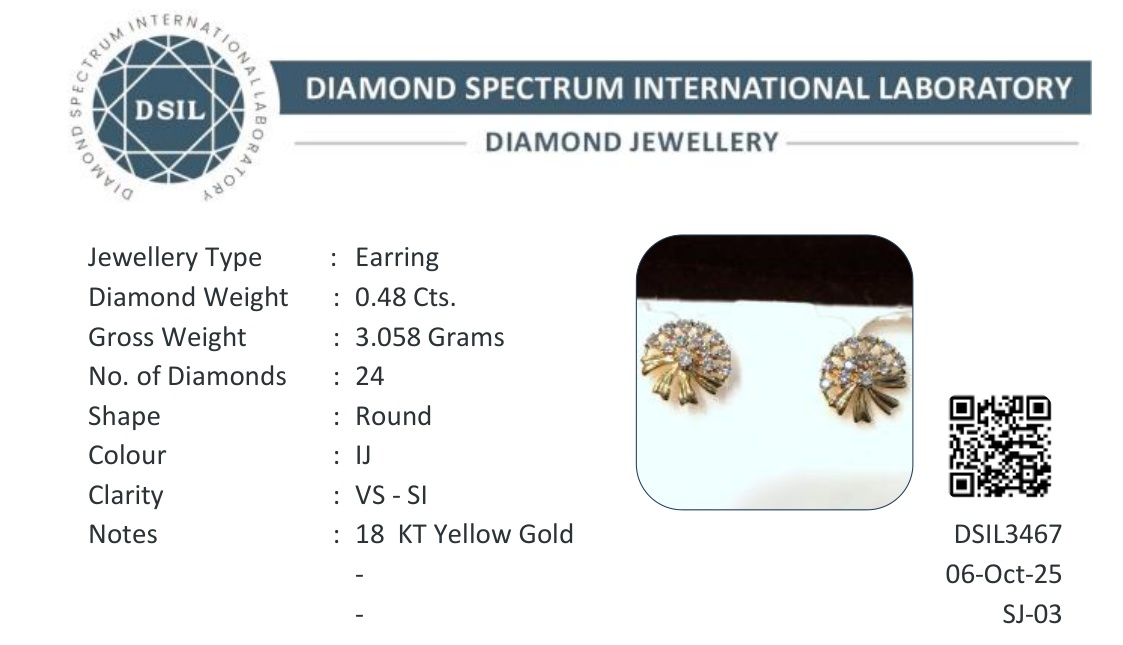 DIAMOND SPECTRUM INTERNATIONAL LABORATORY
DSIL
DIAMOND SPECTRUM INTERNATIONAL LABORATORY
DIAMOND JEWELLERY
Jewellery Type : Earring
Diamond Weight : 0.48 Cts.
Gross Weight : 3.058 Grams
No. of Diamonds : 24
Shape : Round
Colour : IJ
Clarity : VS - SI
Notes : 18 KT Yellow Gold
-
-
DSIL3467
06-Oct-25
SJ-03